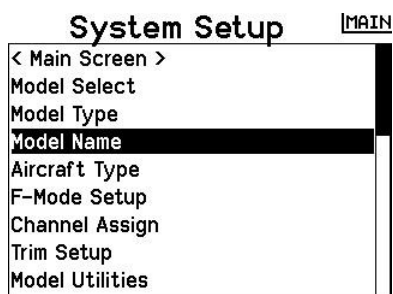 System Setup MAIN
< Main Screen >
Model Select
Model Type
Model Name
Aircraft Type
F-Mode Setup
Channel Assign
Trim Setup
Model Utilities